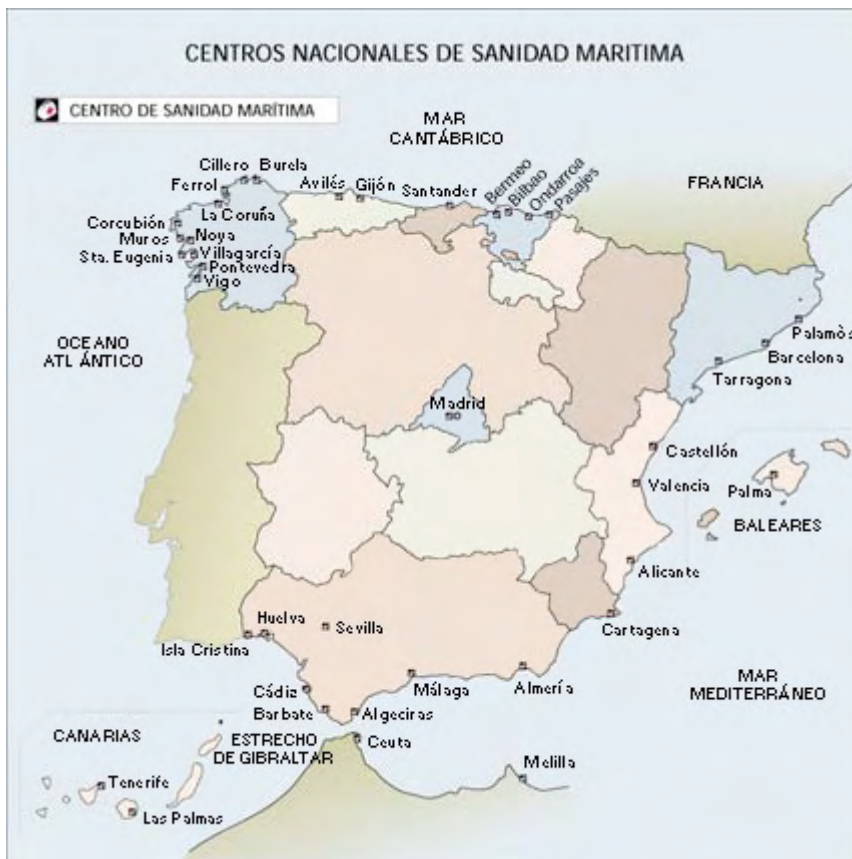 CENTROS NACIONALES DE SANIDAD MARITIMA
CENTRO DE SANIDAD MARÍTIMA
MAR
CANTÁBRICO
Cillero Burela
Ferrol
Avilés Gijón
Santander
Bermeo
Bilbao
Ondarroa
Pasajes
FRANCIA
La Coruña
Corcubión
Muros
Noya
Sta. Eugenia
Villagarcía
Pontevedra
Vigo
OCEANO
ATL ÁNTICO
Palamòs
Barcelona
Tarragona
Madrid
Castellón
Valencia
Palma
BALEARES
Alicante
Cartagena
Huelva
Isla Cristina
Sevilla
Cádiz
Málaga
Almería
MAR
MEDITERRÁNEO
Barbate
Algeciras
CANARIAS
ESTRECHO
DE GIBRALTAR
Ceuta
Melilla
Tenerife
Las Palmas